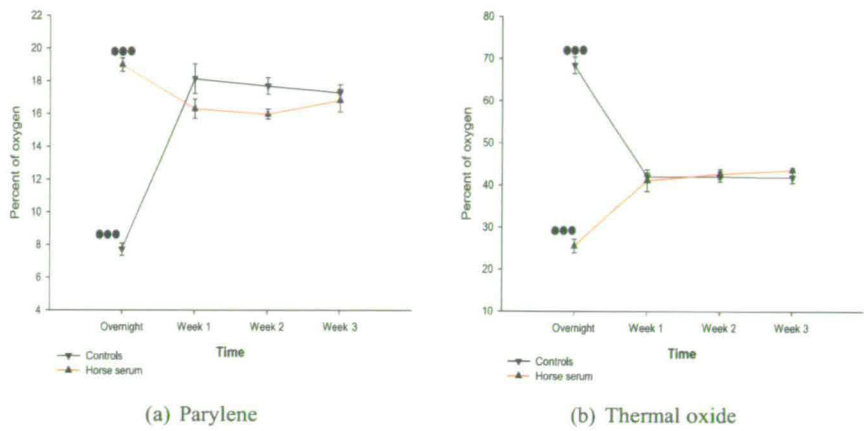 22
20
18
16
14
12
10
8
6
4
Percent of oxygen
Overnight Week 1 Week 2 Week 3
Time
Controls
Horse serum
(a) Parylene
80
70
60
50
40
30
20
10
Percent of oxygen
Overnight Week 1 Week 2 Week 3
Time
Controls
Horse serum
(b) Thermal oxide